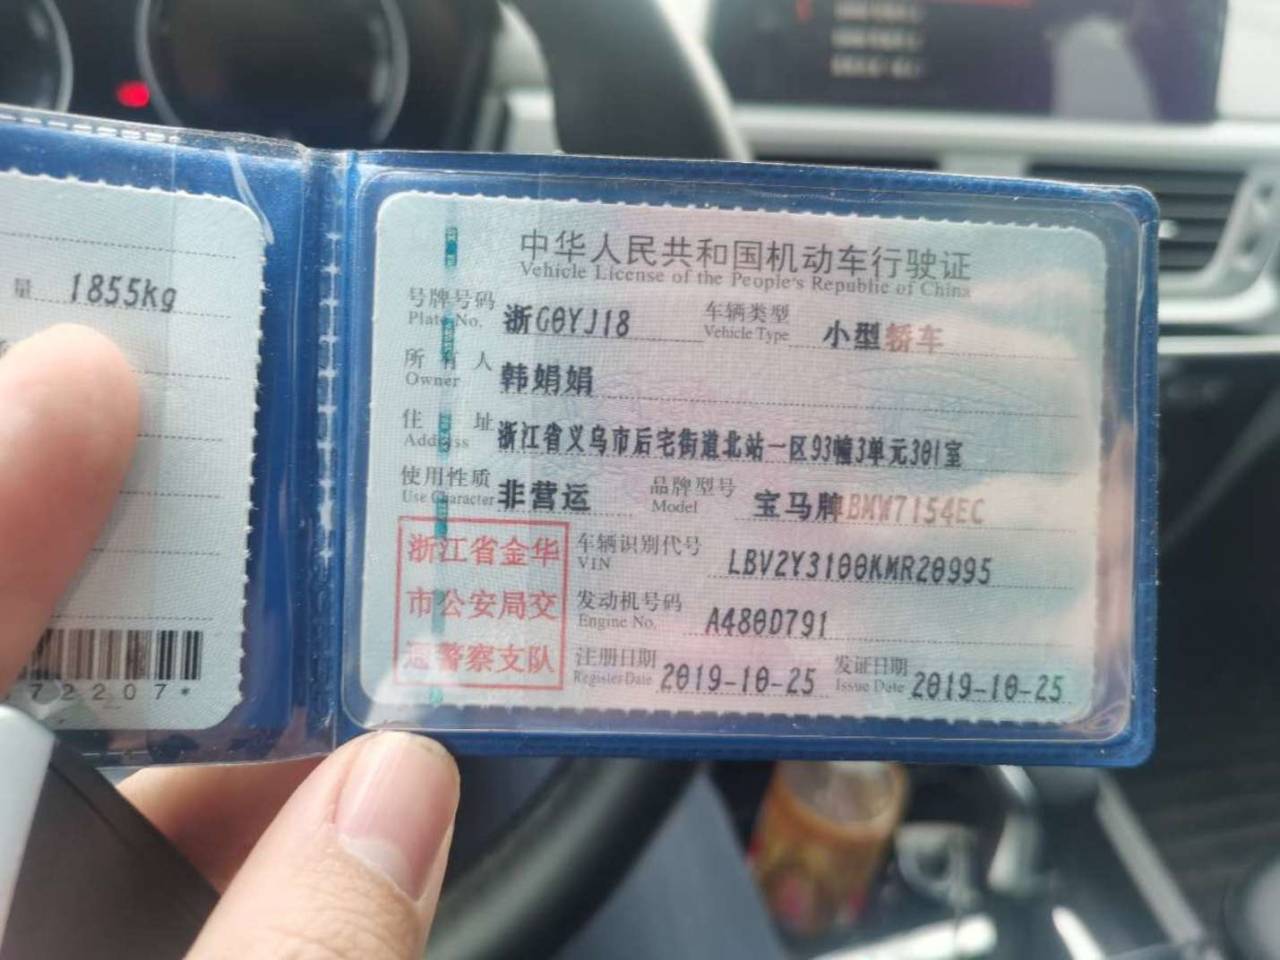 量 1855kg
72207*
中华人民共和国机动车行驶证
Vehicle License of the People's Republic of China
号牌号码 浙G0YJ18 车辆类型 小型轿车
Plate No. Vehicle Type
所有人 韩娟娟
Owner
住址 浙江省义乌市后宅街道北站一区93幢3单元301室
Address
使用性质 非营运 品牌型号 宝马牌BMW7154EC
Use Character Model
浙江省金华
市公安局交
通警察支队
车辆识别代号 LBV2Y3100KMR20995
VIN
发动机号码 A480D791
Engine No.
注册日期 2019-10-25 发证日期 2019-10-25
Register Date Issue Date